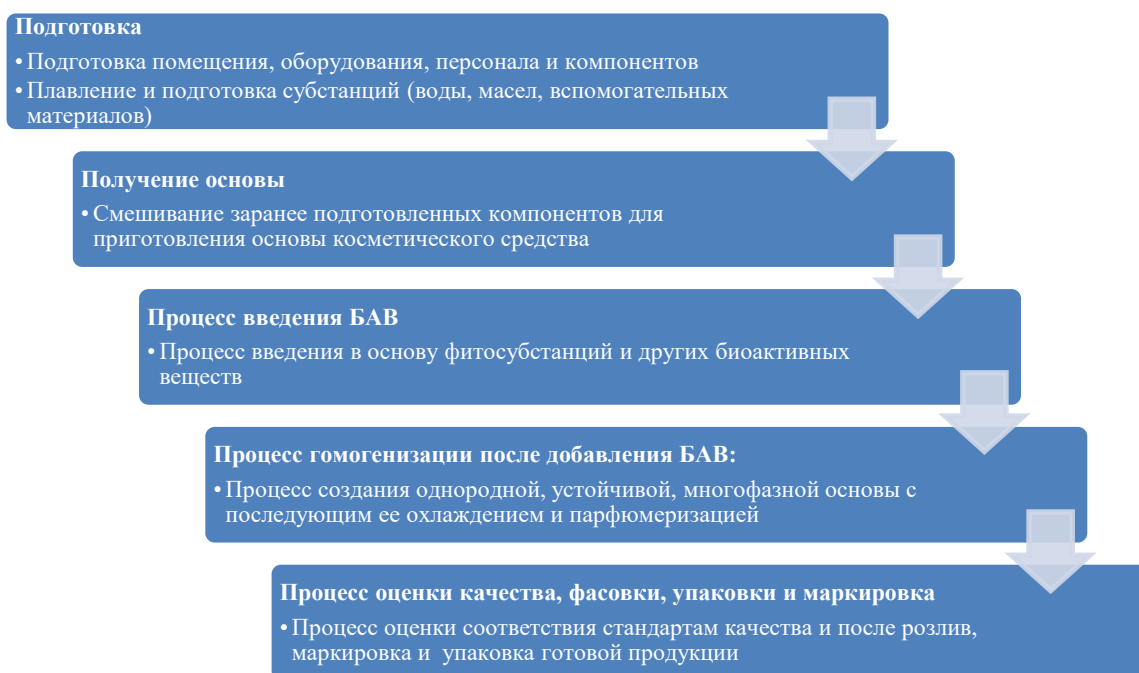 Подготовка
• Подготовка помещения, оборудования, персонала и компонентов
• Плавление и подготовка субстанций (воды, масел, вспомогательных
материалов)
Получение основы
• Смешивание заранее подготовленных компонентов для
приготовления основы косметического средства
Процесс введения БАВ
• Процесс введения в основу фитосубстанций и других биоактивных
веществ
Процесс гомогенизации после добавления БАВ:
• Процесс создания однородной, устойчивой, многофазной основы с
последующим ее охлаждением и парфюмеризацией
Процесс оценки качества, фасовки, упаковки и маркировка
• Процесс оценки соответствия стандартам качества и после розлив,
маркировка и упаковка готовой продукции